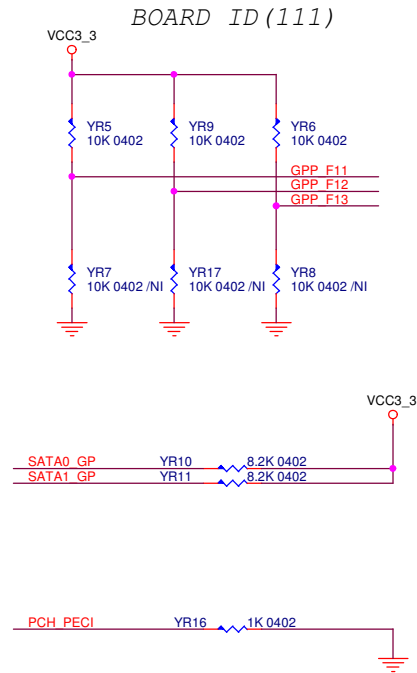 BOARD ID(111)
VCC3_3
YR5
10K 0402
YR9
10K 0402
YR6
10K 0402
GPP_F11
GPP_F12
GPP_F13
YR7
10K 0402 /NI
YR17
10K 0402 /NI
YR8
10K 0402 /NI
VCC3_3
SATA0_GP YR10 8.2K 0402
SATA1_GP YR11 8.2K 0402
PCH_PECI YR16 1K 0402